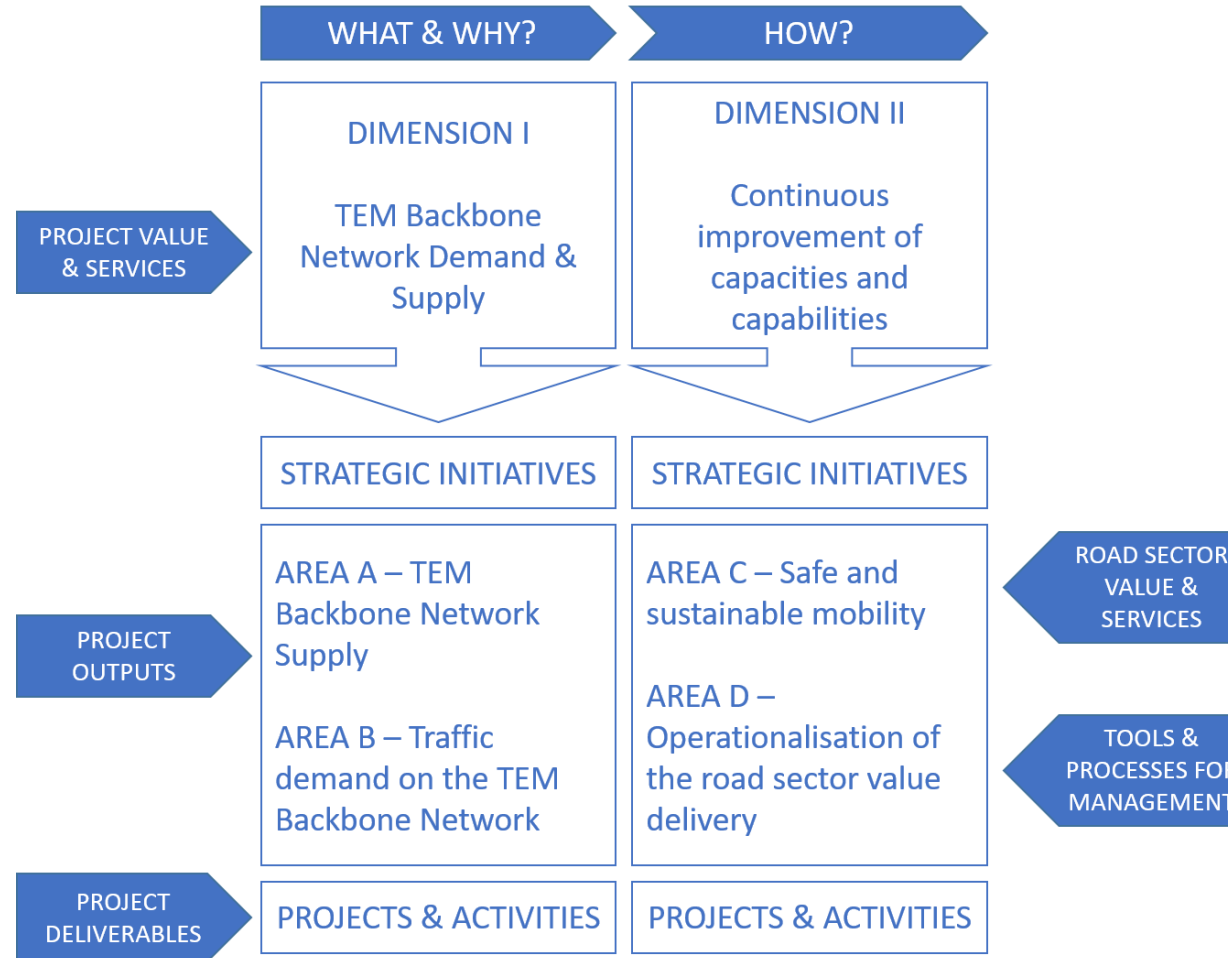 WHAT & WHY?
HOW?
DIMENSION I
TEM Backbone
Network Demand &
Supply
DIMENSION II
Continuous
improvement of
capacities and
capabilities
PROJECT VALUE
& SERVICES
STRATEGIC INITIATIVES
STRATEGIC INITIATIVES
AREA A – TEM
Backbone Network
Supply
AREA B – Traffic
demand on the TEM
Backbone Network
AREA C – Safe and
sustainable mobility
AREA D –
Operationalisation of
the road sector value
delivery
PROJECT
OUTPUTS
ROAD SECTOR
VALUE &
SERVICES
TOOLS &
PROCESSES FOR
MANAGEMENT
PROJECT
DELIVERABLES
PROJECTS & ACTIVITIES
PROJECTS & ACTIVITIES